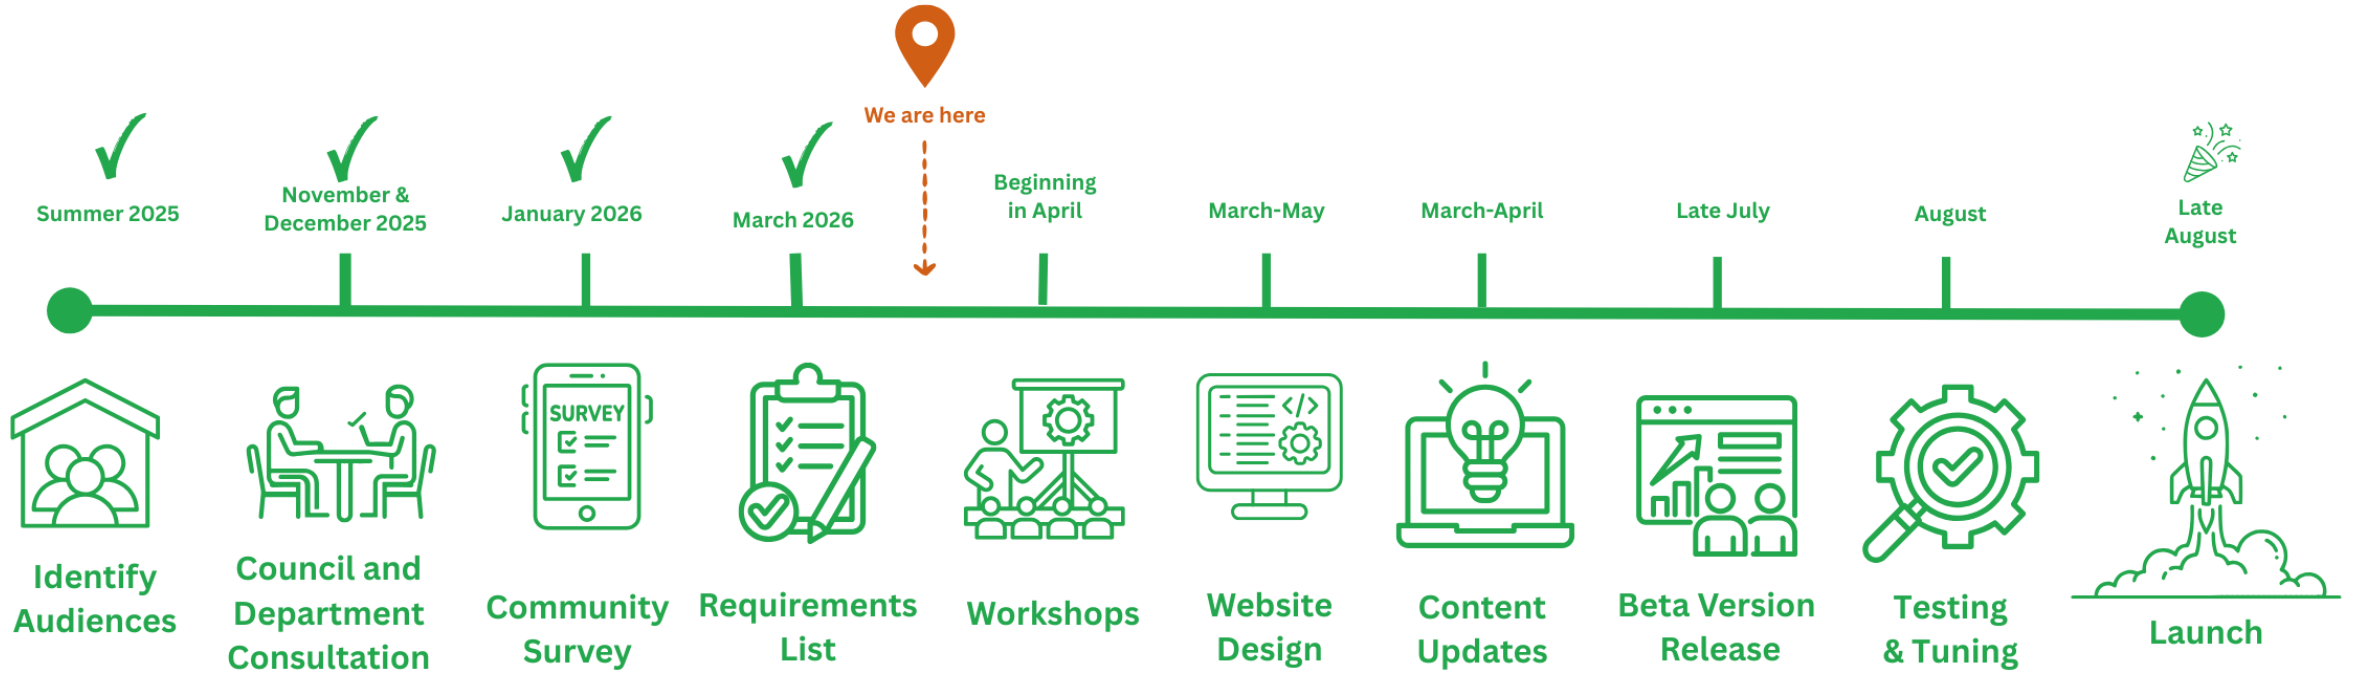 We are here
Summer 2025
November &
December 2025
January 2026
March 2026
Beginning
in April
March-May
March-April
Late July
August
Late
August
SURVEY
</>
Identify
Audiences
Council and
Department
Consultation
Community
Survey
Requirements
List
Workshops
Website
Design
Content
Updates
Beta Version
Release
Testing
& Tuning
Launch